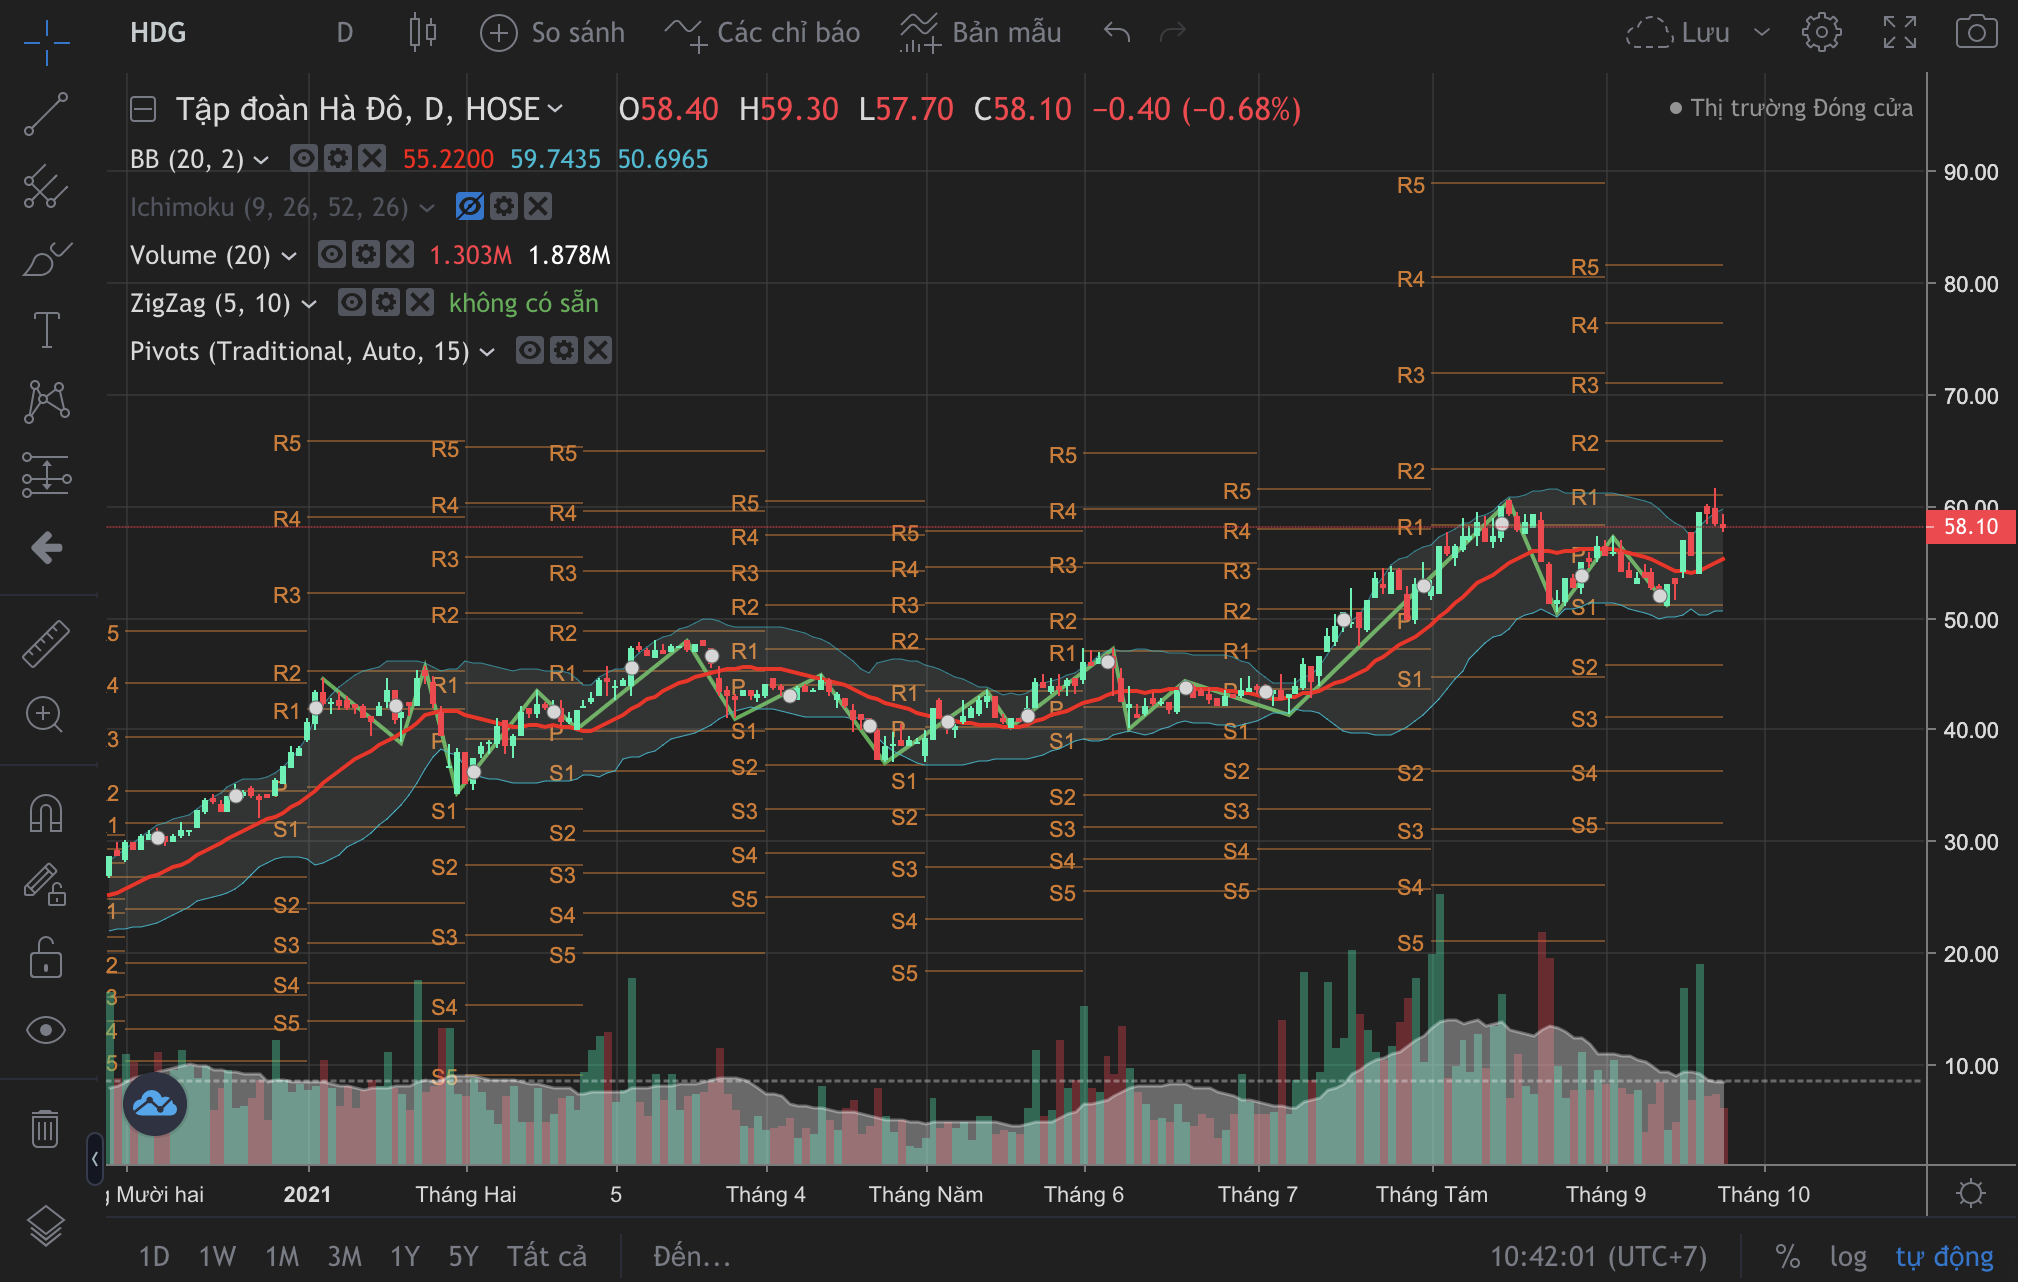 HDG D So sánh Các chỉ báo Bản mẫu Lưu
Tập đoàn Hà Đô, D, HOSE O58.40 H59.30 L57.70 C58.10 −0.40 (−0.68%) Thị trường Đóng cửa
BB (20, 2) 55.2200 59.7435 50.6965
Ichimoku (9, 26, 52, 26)
Volume (20) 1.303M 1.878M
ZigZag (5, 10) không có sẵn
Pivots (Traditional, Auto, 15)
90.00
80.00
70.00
60.00
58.10
50.00
40.00
30.00
20.00
10.00
5
4
3
2
1
1
2
3
4
5
R5
R4
R3
R2
R1
P
S1
S2
S3
S4
S5
R5
R4
R3
R2
R1
P
S1
S2
S3
S4
S5
R5
R4
R3
R2
R1
P
S1
S2
S3
S4
S5
R5
R4
R3
R2
R1
P
S1
S2
S3
S4
S5
R5
R4
R3
R2
R1
P
S1
S2
S3
S4
S5
R5
R4
R3
R2
R1
P
S1
S2
S3
S4
S5
R5
R4
R3
R2
R1
P
S1
S2
S3
S4
S5
R5
R4
R3
R2
R1
P
S1
S2
S3
S4
S5
R5
R4
R3
R2
R1
P
S1
S2
S3
S4
S5
Mười hai 2021 Tháng Hai 5 Tháng 4 Tháng Năm Tháng 6 Tháng 7 Tháng Tám Tháng 9 Tháng 10
1D 1W 1M 3M 1Y 5Y Tất cả Đến... 10:42:01 (UTC+7) % log tự động